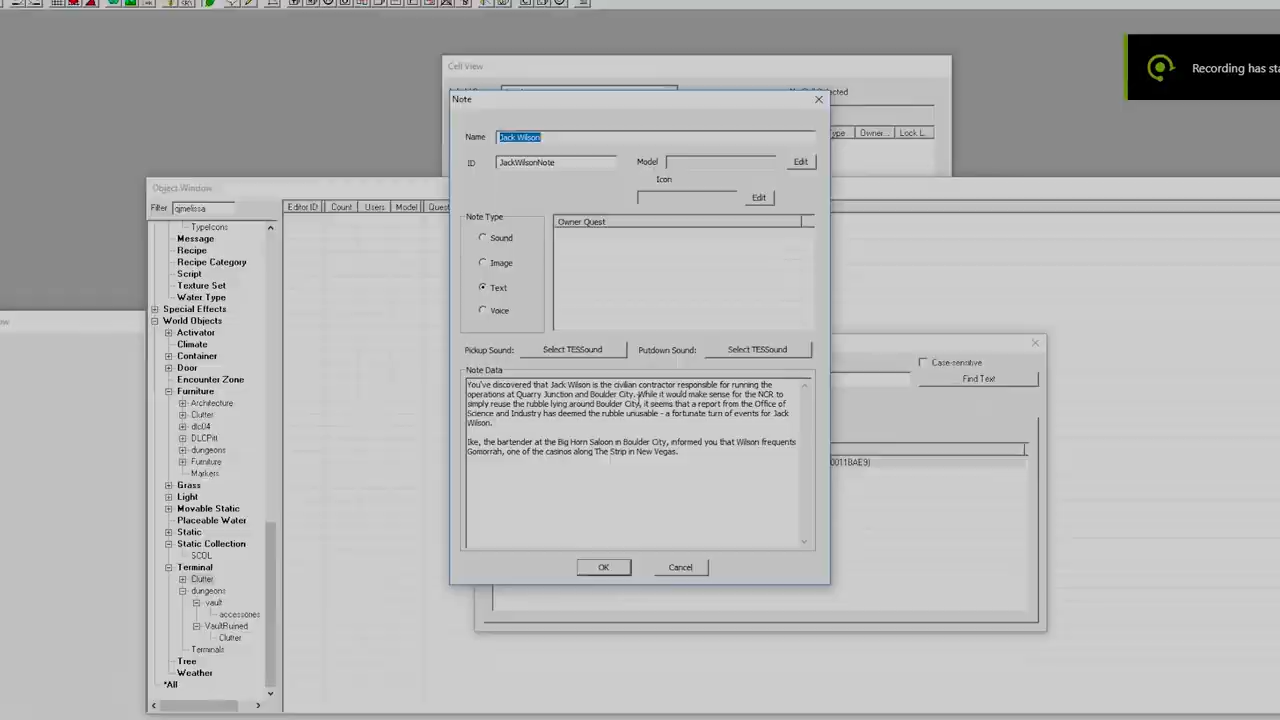 Recording has sta
Cell View
Note
Name
Jack Wilson
ID
JackWilsonNote
Model
Edit
Icon
Edit
Type
Owner...
Lock L...
Object Window
Filter
qjmelissa
Editor ID
Count
Users
Model
Quest
Note Type
Sound
Image
Text
Voice
Owner Quest
Pickup Sound:
Select TESSound
Putdown Sound:
Select TESSound
Note Data
You've discovered that Jack Wilson is the civilian contractor responsible for running the
operations at Quarry Junction and Boulder City. While it would make sense for the NCR to
simply reuse the rubble lying around Boulder City, it seems that a report from the Office of
Science and Industry has deemed the rubble unusable - a fortunate turn of events for Jack
Wilson.
Ike, the bartender at the Big Horn Saloon in Boulder City, informed you that Wilson frequents
Gomorrah, one of the casinos along The Strip in New Vegas.
OK
Cancel
Case-sensitive
Find Text
0011BAE9)
TypeIcons
Message
Recipe
Recipe Category
Script
Texture Set
Water Type
Special Effects
World Objects
Activator
Climate
Container
Door
Encounter Zone
Furniture
Architecture
Clutter
dlc04
DLCPitt
dungeons
Furniture
Markers
Grass
Light
Movable Static
Placeable Water
Static
Static Collection
SCOL
Terminal
Clutter
dungeons
vault
accessories
VaultRuined
Clutter
Terminals
Tree
Weather
*All